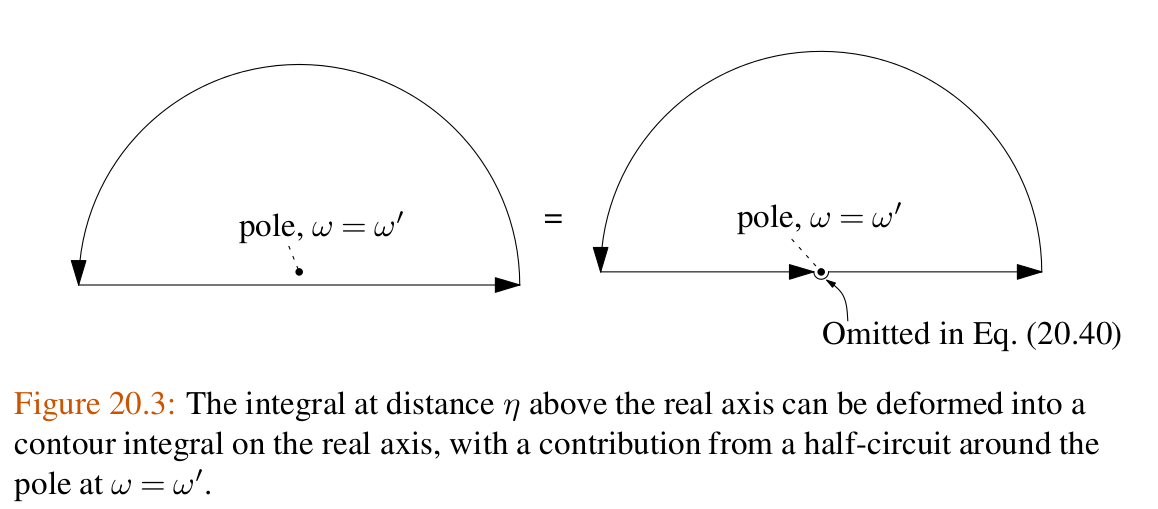 pole, ω = ω′
=
pole, ω = ω′
Omitted in Eq. (20.40)
Figure 20.3: The integral at distance η above the real axis can be deformed into a
contour integral on the real axis, with a contribution from a half-circuit around the
pole at ω = ω′.